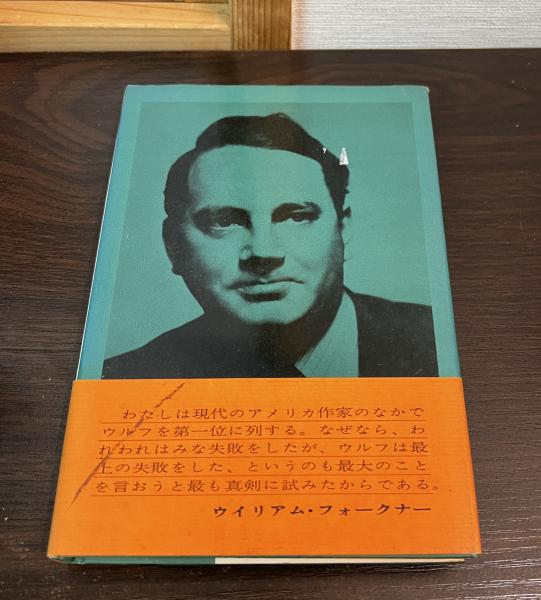 わたしは現代のアメリカ作家のなかで
ウルフを第一位に列する。なぜなら、わ
れわれはみな失敗をしたが、ウルフは最
上の失敗をした、というのも最大のこと
を言おうと最も真剣に試みたからである。
ウイリアム・フォークナー